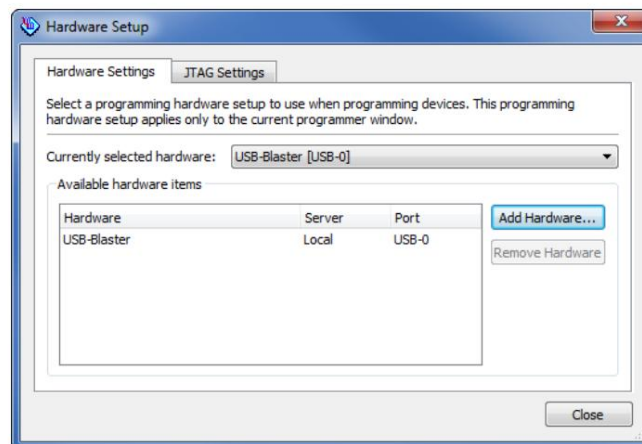 Hardware Setup
Hardware Settings
JTAG Settings
Select a programming hardware setup to use when programming devices. This programming
hardware setup applies only to the current programmer window.
Currently selected hardware:
USB-Blaster [USB-0]
Available hardware items
Hardware Server Port
USB-Blaster Local USB-0
Add Hardware...
Remove Hardware
Close